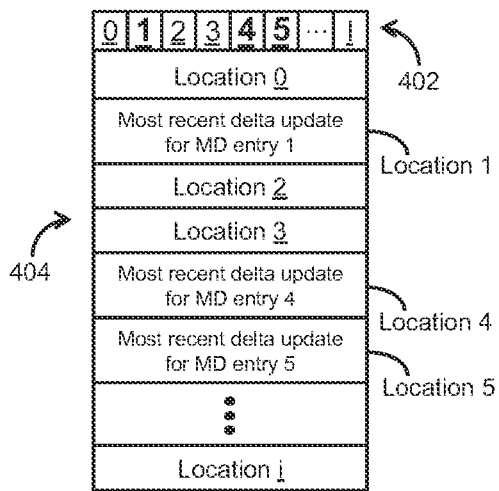 0 1 2 3 4 5 ... i
402
Location 0
Most recent delta update
for MD entry 1
Location 1
Location 2
Location 3
404
Most recent delta update
for MD entry 4
Location 4
Most recent delta update
for MD entry 5
Location 5
Location i